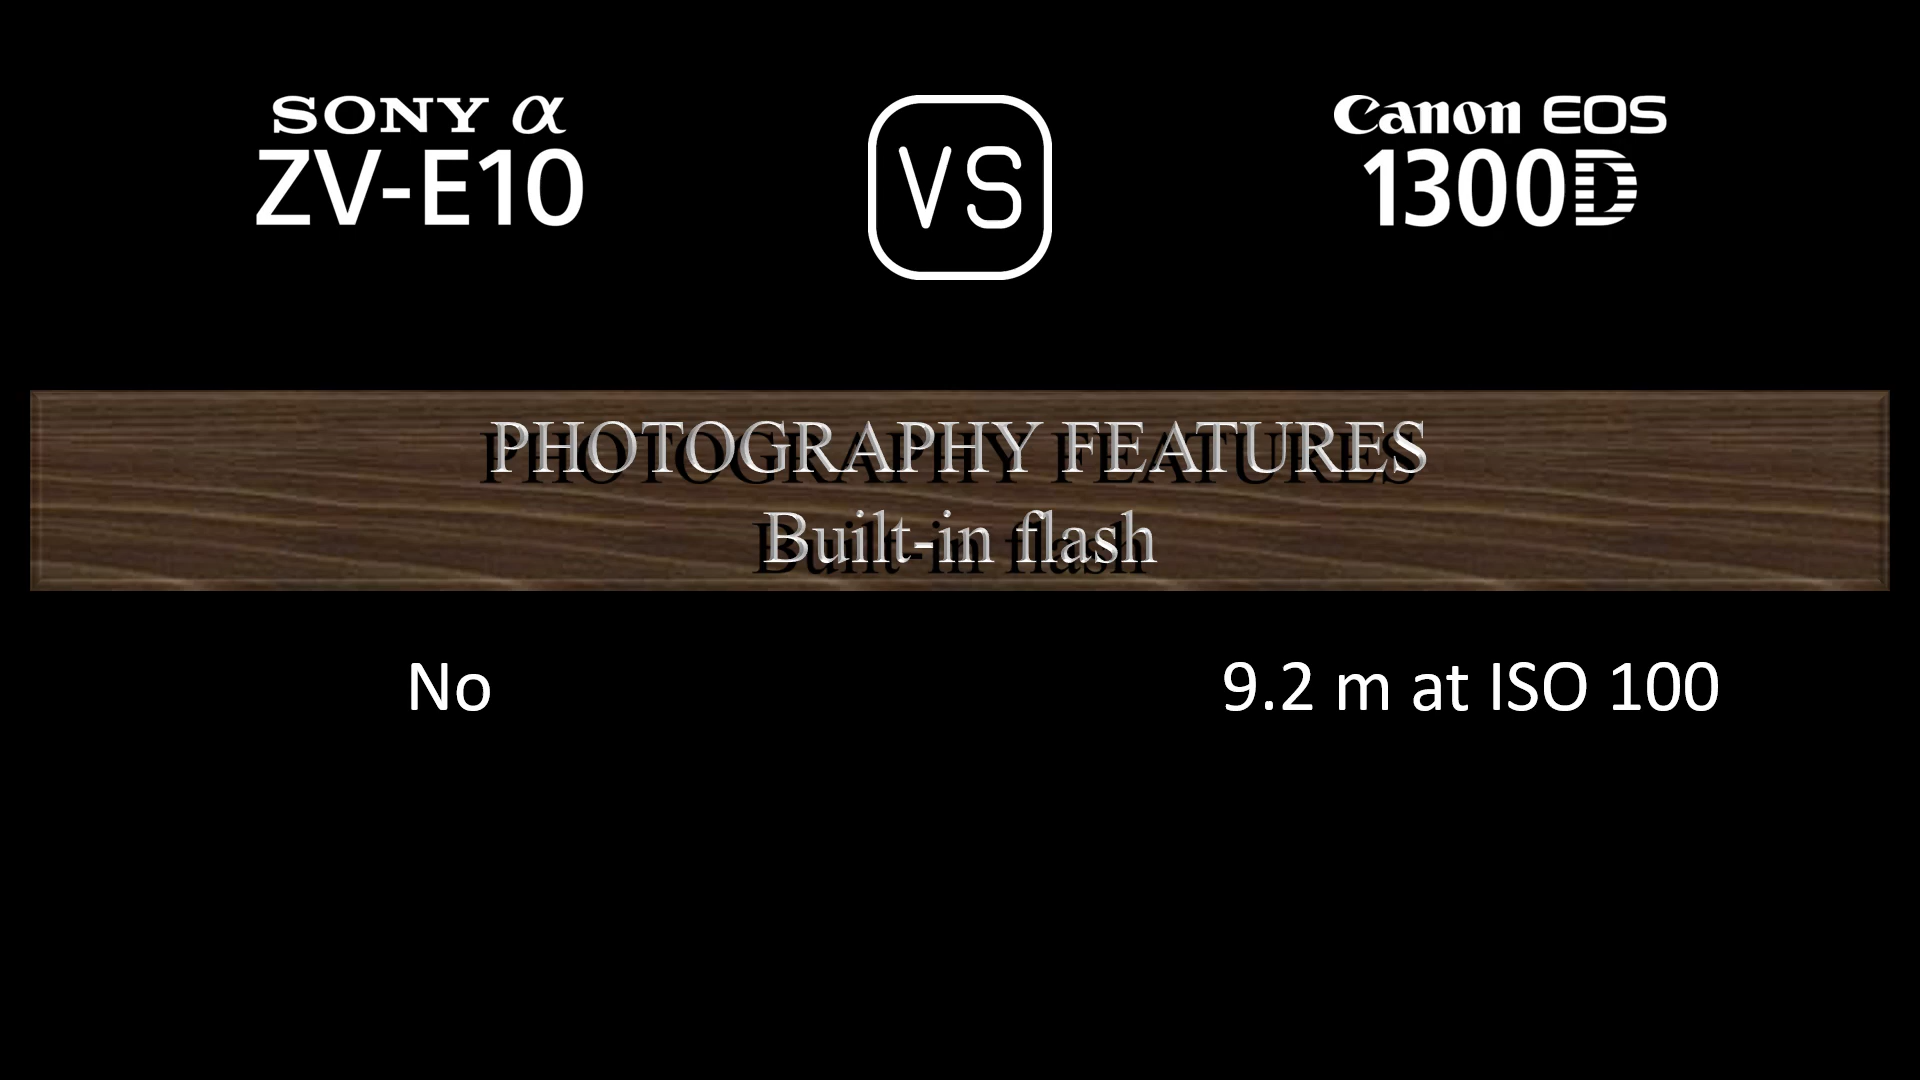 SONY α
ZV-E10
VS
Canon EOS
1300D
PHOTOGRAPHY FEATURES
Built-in flash
No
9.2 m at ISO 100